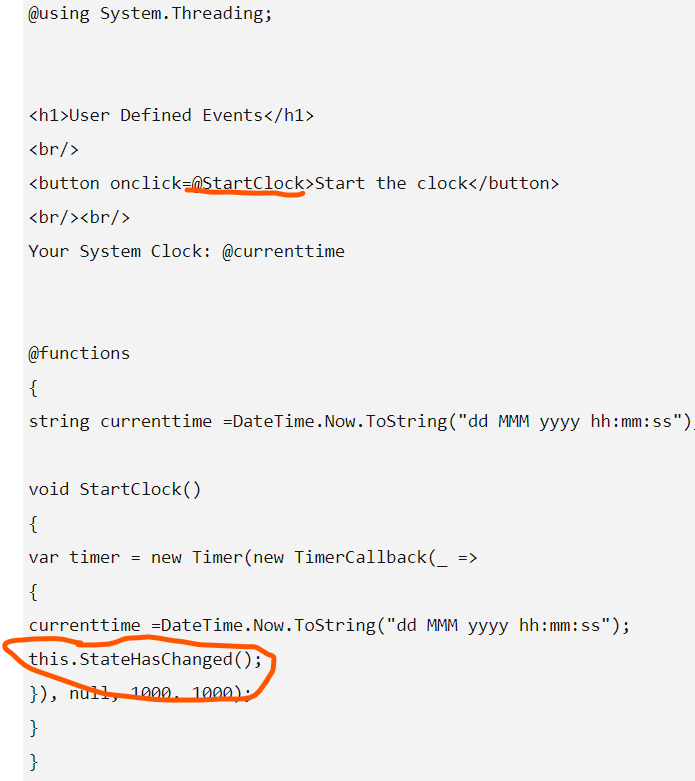 @using System.Threading;
<h1>User Defined Events</h1>
<br/>
<button onclick=@StartClock>Start the clock</button>
<br/><br/>
Your System Clock: @currenttime
@functions
{
string currenttime =DateTime.Now.ToString("dd MMM yyyy hh:mm:ss");
void StartClock()
{
var timer = new Timer(new TimerCallback(_ =>
{
currenttime =DateTime.Now.ToString("dd MMM yyyy hh:mm:ss");
this.StateHasChanged();
}), null, 1000, 1000);
}
}